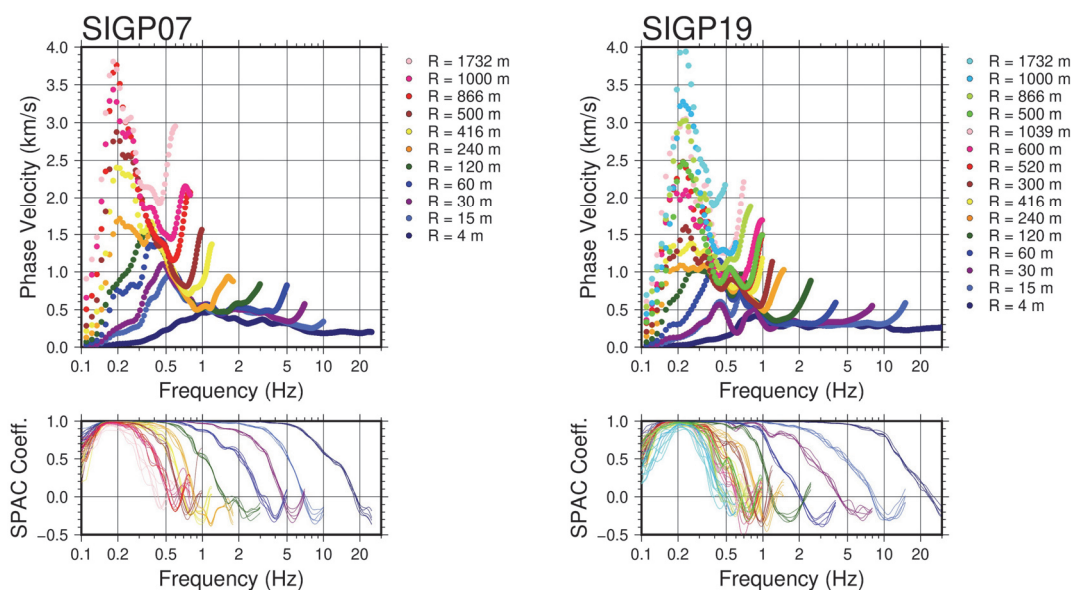 SIGP07
4.0
3.5
3.0
2.5
2.0
1.5
1.0
0.5
0.0
Phase Velocity (km/s)
0.1 0.2 0.5 1 2 5 10 20
Frequency (Hz)
R = 1732 m
R = 1000 m
R = 866 m
R = 500 m
R = 416 m
R = 240 m
R = 120 m
R = 60 m
R = 30 m
R = 15 m
R = 4 m
1.0
0.5
0.0
−0.5
SPAC Coeff.
0.1 0.2 0.5 1 2 5 10 20
Frequency (Hz)
SIGP19
4.0
3.5
3.0
2.5
2.0
1.5
1.0
0.5
0.0
Phase Velocity (km/s)
0.1 0.2 0.5 1 2 5 10 20
Frequency (Hz)
R = 1732 m
R = 1000 m
R = 866 m
R = 500 m
R = 1039 m
R = 600 m
R = 520 m
R = 300 m
R = 416 m
R = 240 m
R = 120 m
R = 60 m
R = 30 m
R = 15 m
R = 4 m
1.0
0.5
0.0
−0.5
SPAC Coeff.
0.1 0.2 0.5 1 2 5 10 20
Frequency (Hz)